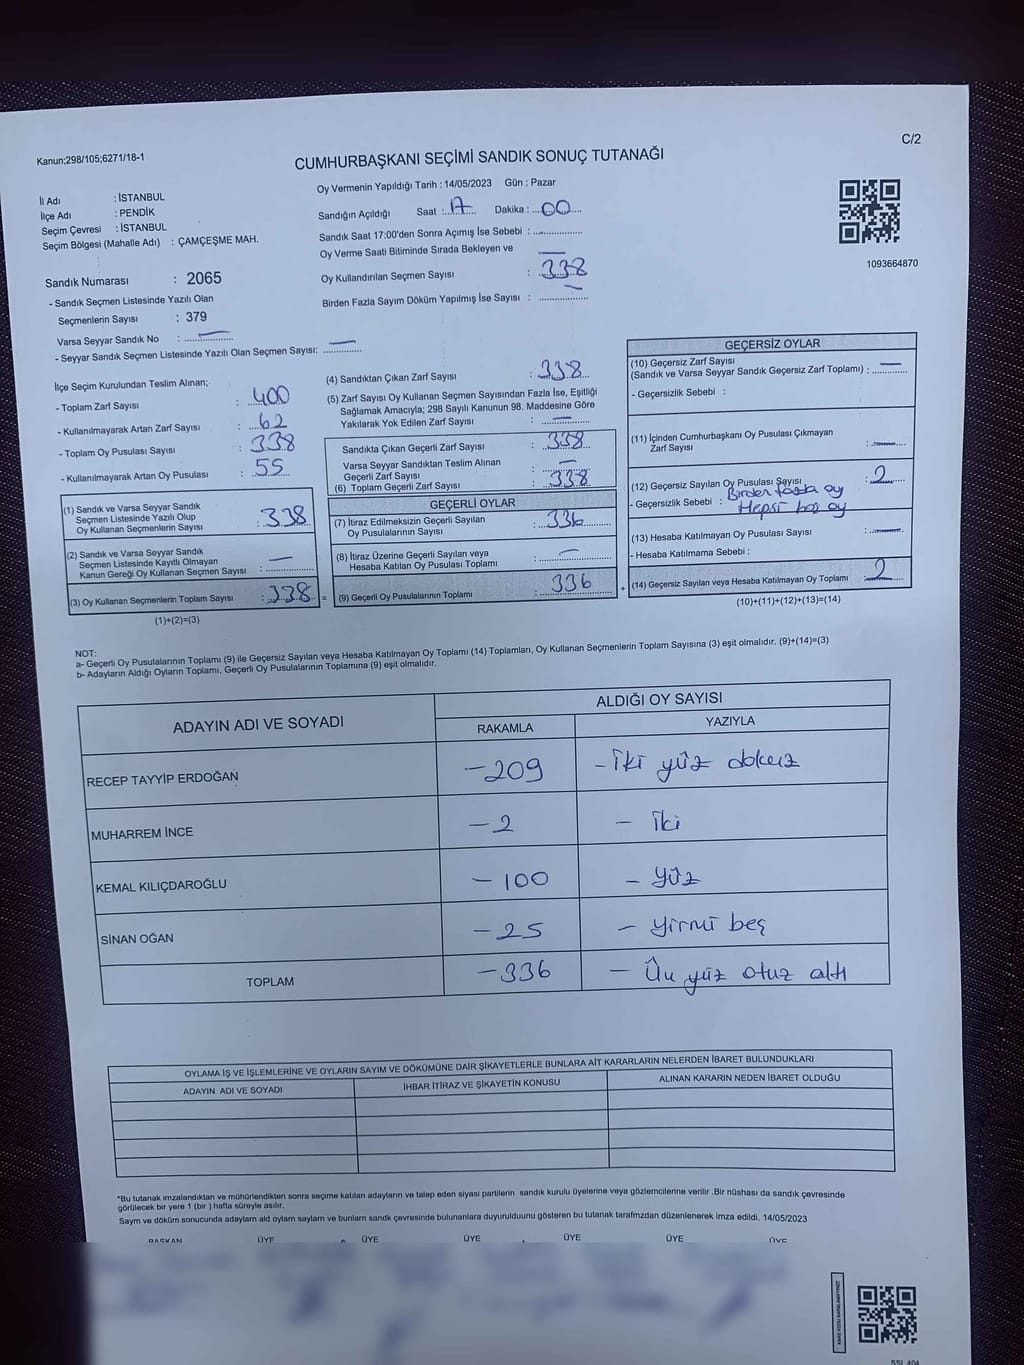 C/2
Kanun;298/105;6271/18-1
CUMHURBAŞKANI SEÇİMİ SANDIK SONUÇ TUTANAĞI
Oy Vermenin Yapıldığı Tarih : 14/05/2023 Gün : Pazar
İl Adı : İSTANBUL
İlçe Adı : PENDİK
Seçim Çevresi : İSTANBUL
Seçim Bölgesi (Mahalle Adı) : ÇAMÇEŞME MAH.
Sandık Numarası : 2065
- Sandık Seçmen Listesinde Yazılı Olan
Seçmenlerin Sayısı : 379
Varsa Seyyar Sandık No : —
- Seyyar Sandık Seçmen Listesinde Yazılı Olan Seçmen Sayısı: —
Sandığın Açıldığı Saat : 17 Dakika : 00
Sandık Saat 17:00'den Sonra Açımış İse Sebebi :
Oy Verme Saati Bitiminde Sırada Bekleyen ve —
Oy Kullandırılan Seçmen Sayısı : 338
Birden Fazla Sayım Döküm Yapılmış İse Sayısı : —
1093664870
İlçe Seçim Kurulundan Teslim Alınan;
- Toplam Zarf Sayısı : 400
- Kullanılmayarak Artan Zarf Sayısı : 62
- Toplam Oy Pusulası Sayısı : 338
- Kullanılmayarak Artan Oy Pusulası : 55
(1) Sandık ve Varsa Seyyar Sandık
Seçmen Listesinde Yazılı Olup
Oy Kullanan Seçmenlerin Sayısı : 338
(2) Sandık ve Varsa Seyyar Sandık
Seçmen Listesinde Kayıtlı Olmayan
Kanun Gereği Oy Kullanan Seçmen Sayısı : —
(3) Oy Kullanan Seçmenlerin Toplam Sayısı : 338 =
(1)+(2)=(3)
(4) Sandıktan Çıkan Zarf Sayısı : 338
(5) Zarf Sayısı Oy Kullanan Seçmen Sayısından Fazla İse, Eşitliği
Sağlamak Amacıyla; 298 Sayılı Kanunun 98. Maddesine Göre
Yakılarak Yok Edilen Zarf Sayısı : —
Sandıkta Çıkan Geçerli Zarf Sayısı : 338
Varsa Seyyar Sandıktan Teslim Alınan
Geçerli Zarf Sayısı : —
(6) Toplam Geçerli Zarf Sayısı : 338
GEÇERLİ OYLAR
(7) İtiraz Edilmeksizin Geçerli Sayılan
Oy Pusulasının Sayısı : 336
(8) İtiraz Üzerine Geçerli Sayılan veya
Hesaba Katılan Oy Pusulası Toplamı : —
(9) Geçerli Oy Pusulalarının Toplamı : 336 +
GEÇERSİZ OYLAR
(10) Geçersiz Zarf Sayısı
(Sandık ve Varsa Seyyar Sandık Geçersiz Zarf Toplamı) : —
- Geçersizlik Sebebi :
(11) İçinden Cumhurbaşkanı Oy Pusulası Çıkmayan
Zarf Sayısı : —
(12) Geçersiz Sayılan Oy Pusulası Sayısı : 2
- Geçersizlik Sebebi : Birden fazla oy
Hepsi boş oy
(13) Hesaba Katılmayan Oy Pusulası Sayısı : —
- Hesaba Katılmama Sebebi :
(14) Geçersiz Sayılan veya Hesaba Katılmayan Oy Toplamı : 2
(10)+(11)+(12)+(13)=(14)
NOT:
a- Geçerli Oy Pusulalarının Toplamı (9) ile Geçersiz Sayılan veya Hesaba Katılmayan Oy Toplamı (14) Toplamları, Oy Kullanan Seçmenlerin Toplam Sayısına (3) eşit olmalıdır. (9)+(14)=(3)
b- Adayların Aldığı Oyların Toplamı, Geçerli Oy Pusulalarının Toplamına (9) eşit olmalıdır.
ADAYIN ADI VE SOYADI
ALDIĞI OY SAYISI
RAKAMLA YAZIYLA
RECEP TAYYİP ERDOĞAN -209 - İki yüz dokuz
MUHARREM İNCE -2 - İki
KEMAL KILIÇDAROĞLU -100 - Yüz
SİNAN OĞAN -25 - Yirmi beş
TOPLAM -336 - Üç yüz otuz altı
OYLAMA İŞ VE İŞLEMLERİNE VE OYLARIN SAYIM VE DÖKÜMÜNE DAİR ŞİKAYETLERLE BUNLARA AİT KARARLARIN NELERDEN İBARET BULUNDUKLARI
ADAYIN ADI VE SOYADI İHBAR İTİRAZ VE ŞİKAYETİN KONUSU ALINAN KARARIN NEDEN İBARET OLDUĞU
*Bu tutanak imzalandıktan ve mühürlendikten sonra seçime katılan adayların ve talep eden siyasi partilerin sandık kurulu üyelerine veya gözlemcilerine verilir .Bir nüshası da sandık çevresinde
görülecek bir yere 1 (bir ) hafta süreyle asılır.
Sayım ve döküm sonucunda adayların ald oyların saylarn ve bunların sandk çevresinde bulunanlara duyurulduunu gösteren bu tutanak tarafmzdan düzenlenerek imza edildi. 14/05/2023
BAŞKAN ÜYE ÜYE ÜYE ÜYE ÜYE ÜYE